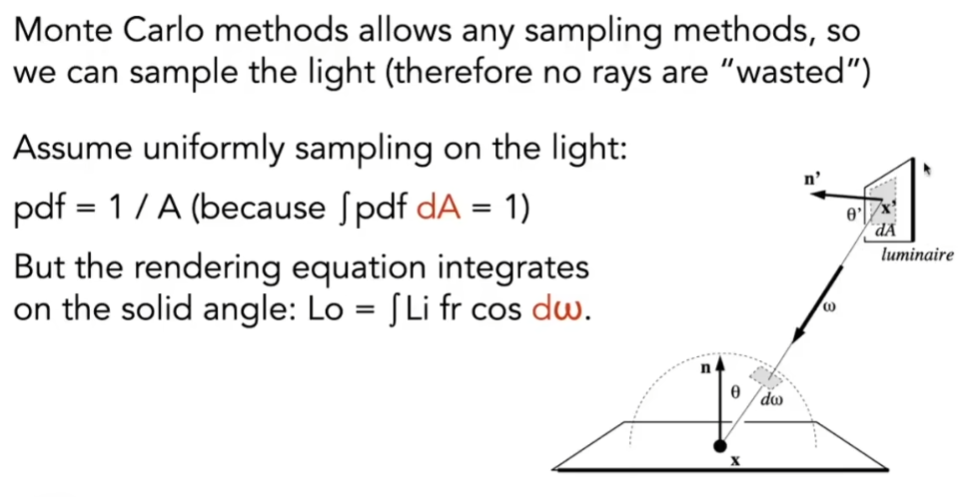 Monte Carlo methods allows any sampling methods, so
we can sample the light (therefore no rays are “wasted”)
Assume uniformly sampling on the light:
pdf = 1 / A (because ∫pdf dA = 1)
But the rendering equation integrates
on the solid angle: Lo = ∫Li fr cos dω.
n’
θ’
x’
dA
luminaire
ω
n
θ
dω
x